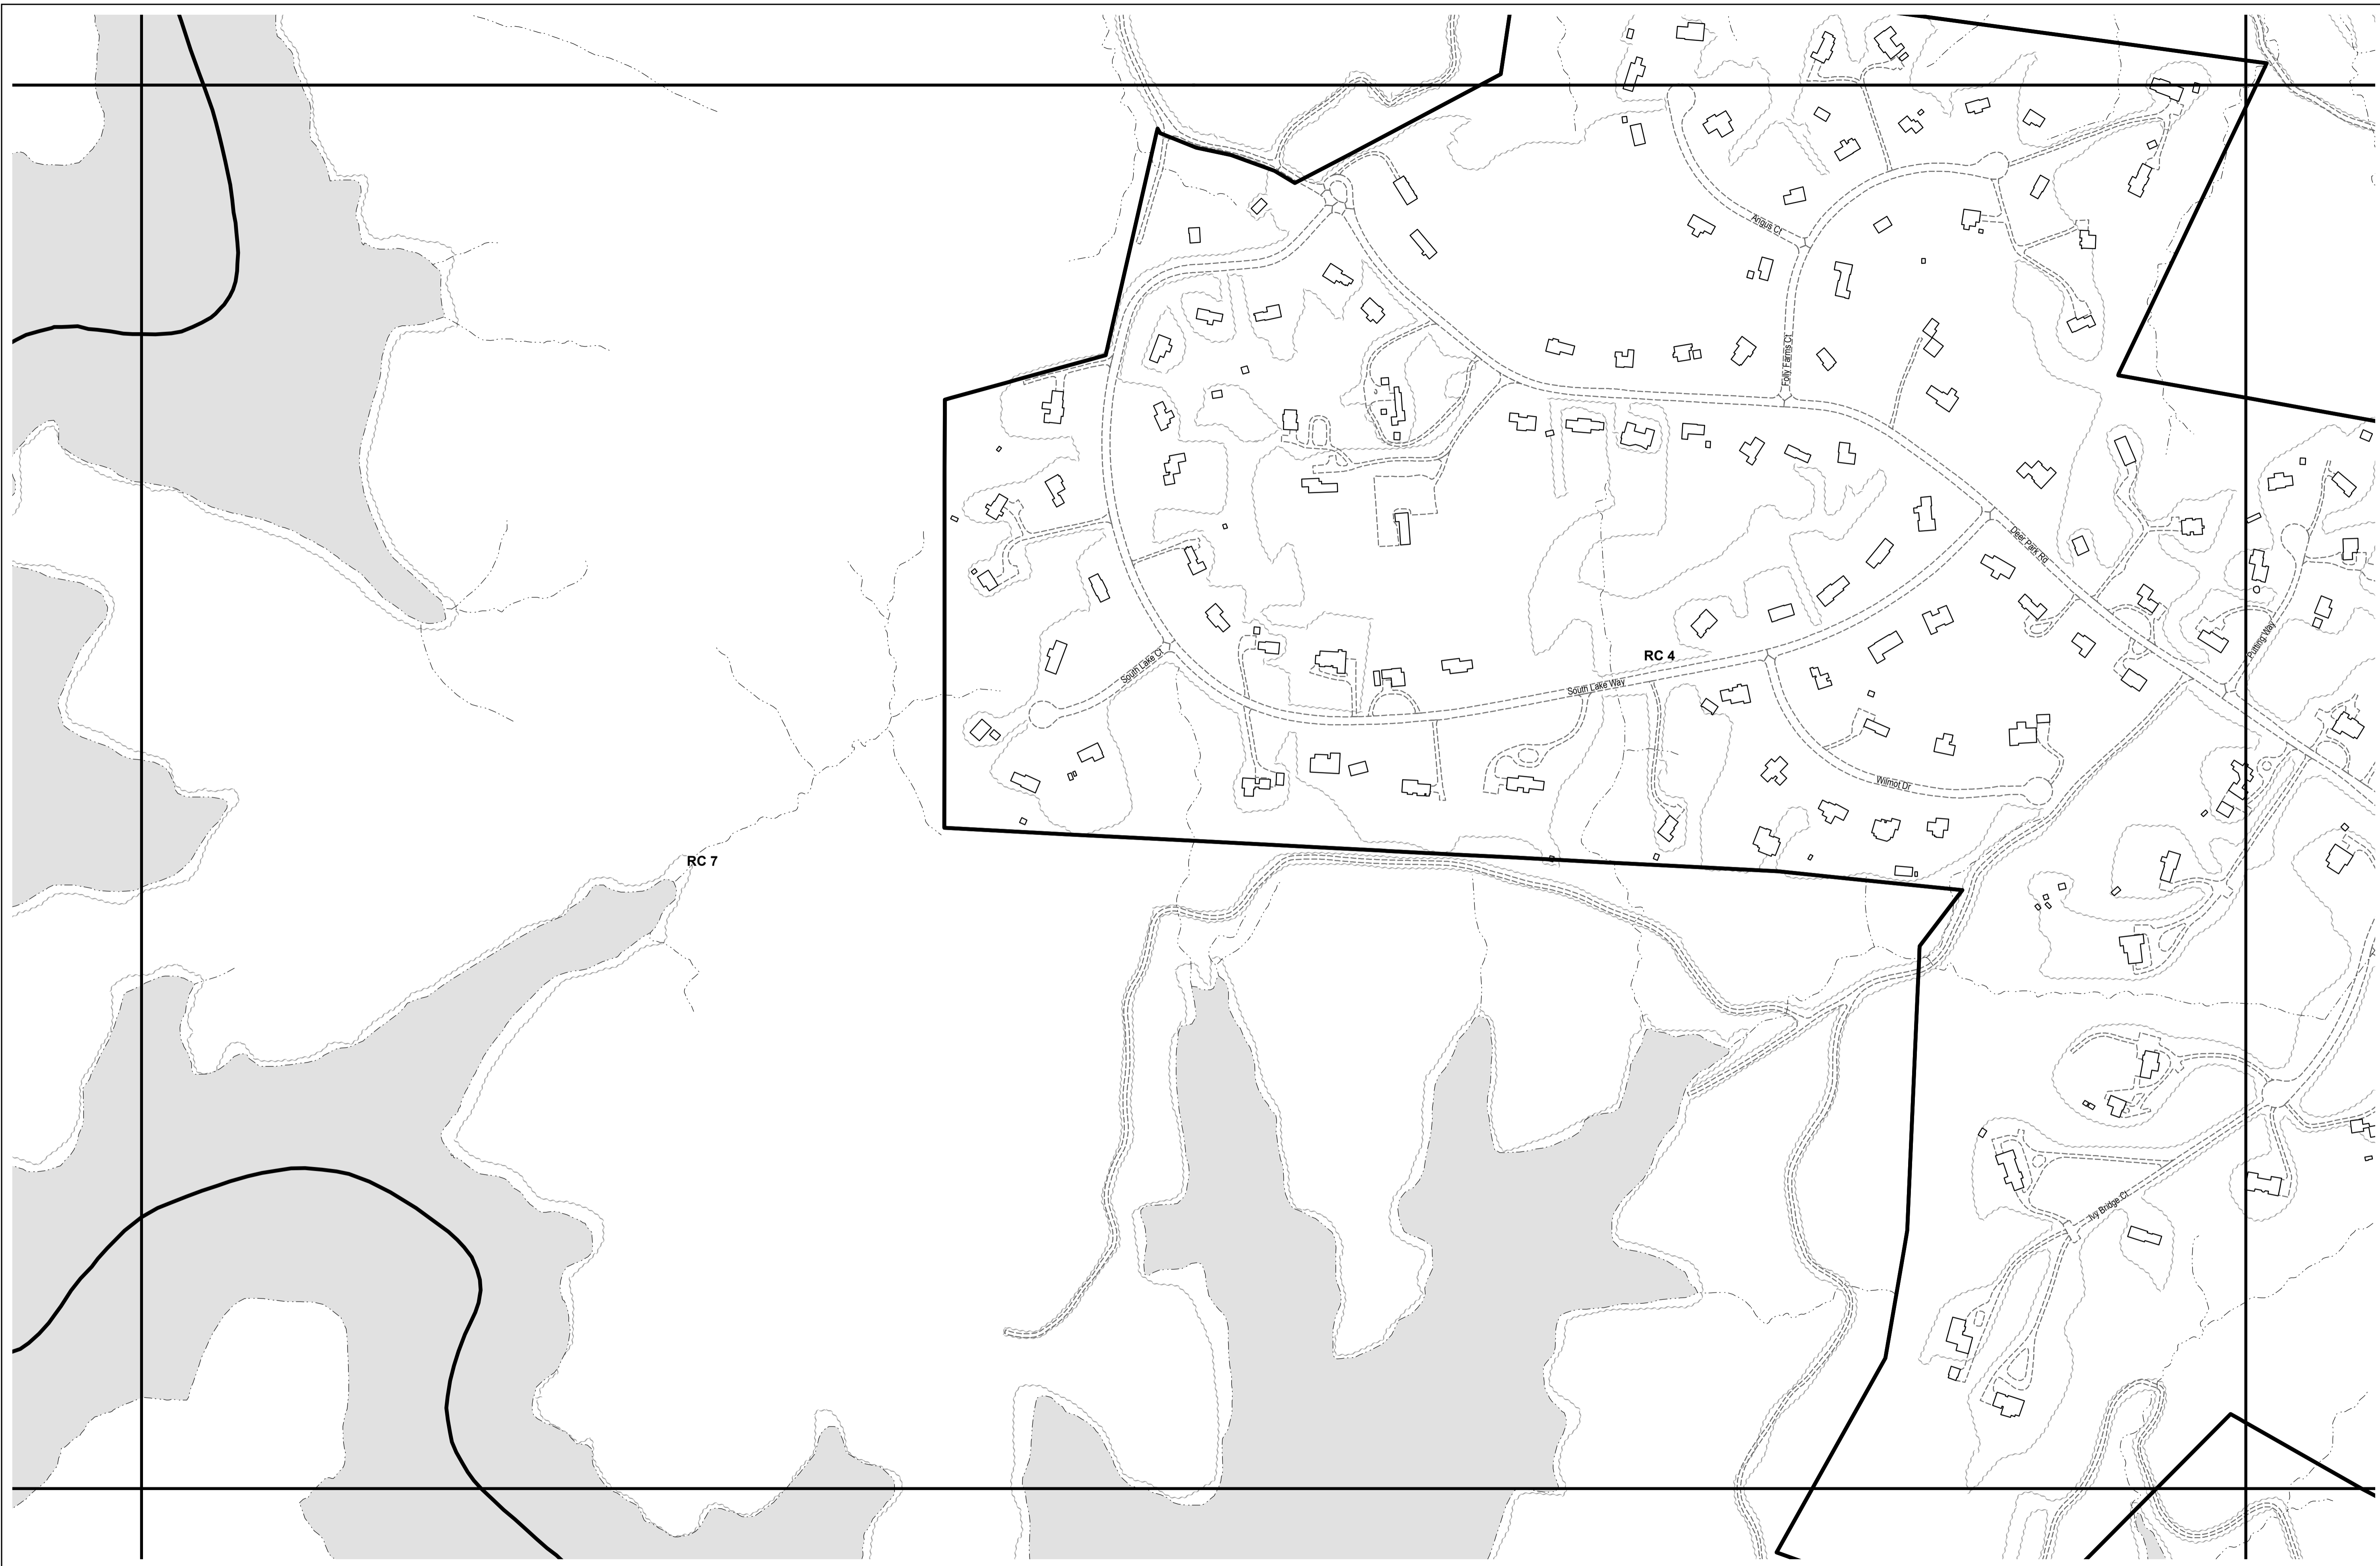 Angus Ct
Folly Farms Ct
Deer Park Rd
Putting Way
South Lake Ct
RC 4
South Lake Way
Wilmot Dr
RC 7
Ivy Bridge Ct